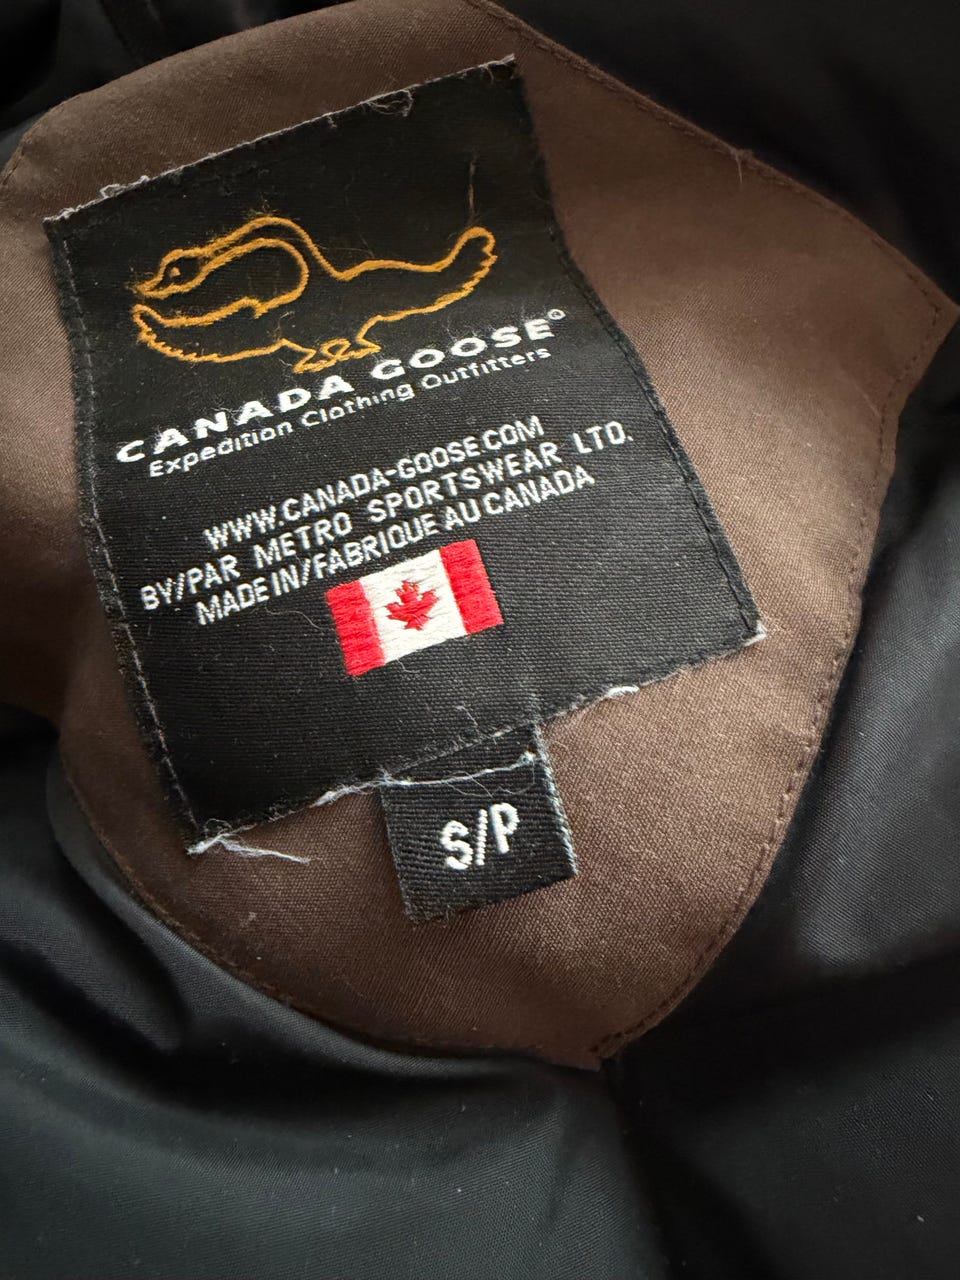 CANADA GOOSE®
Expedition Clothing Outfitters
WWW.CANADA-GOOSE.COM
BY/PAR METRO SPORTSWEAR LTD.
MADE IN/FABRIQUE AU CANADA
S/P